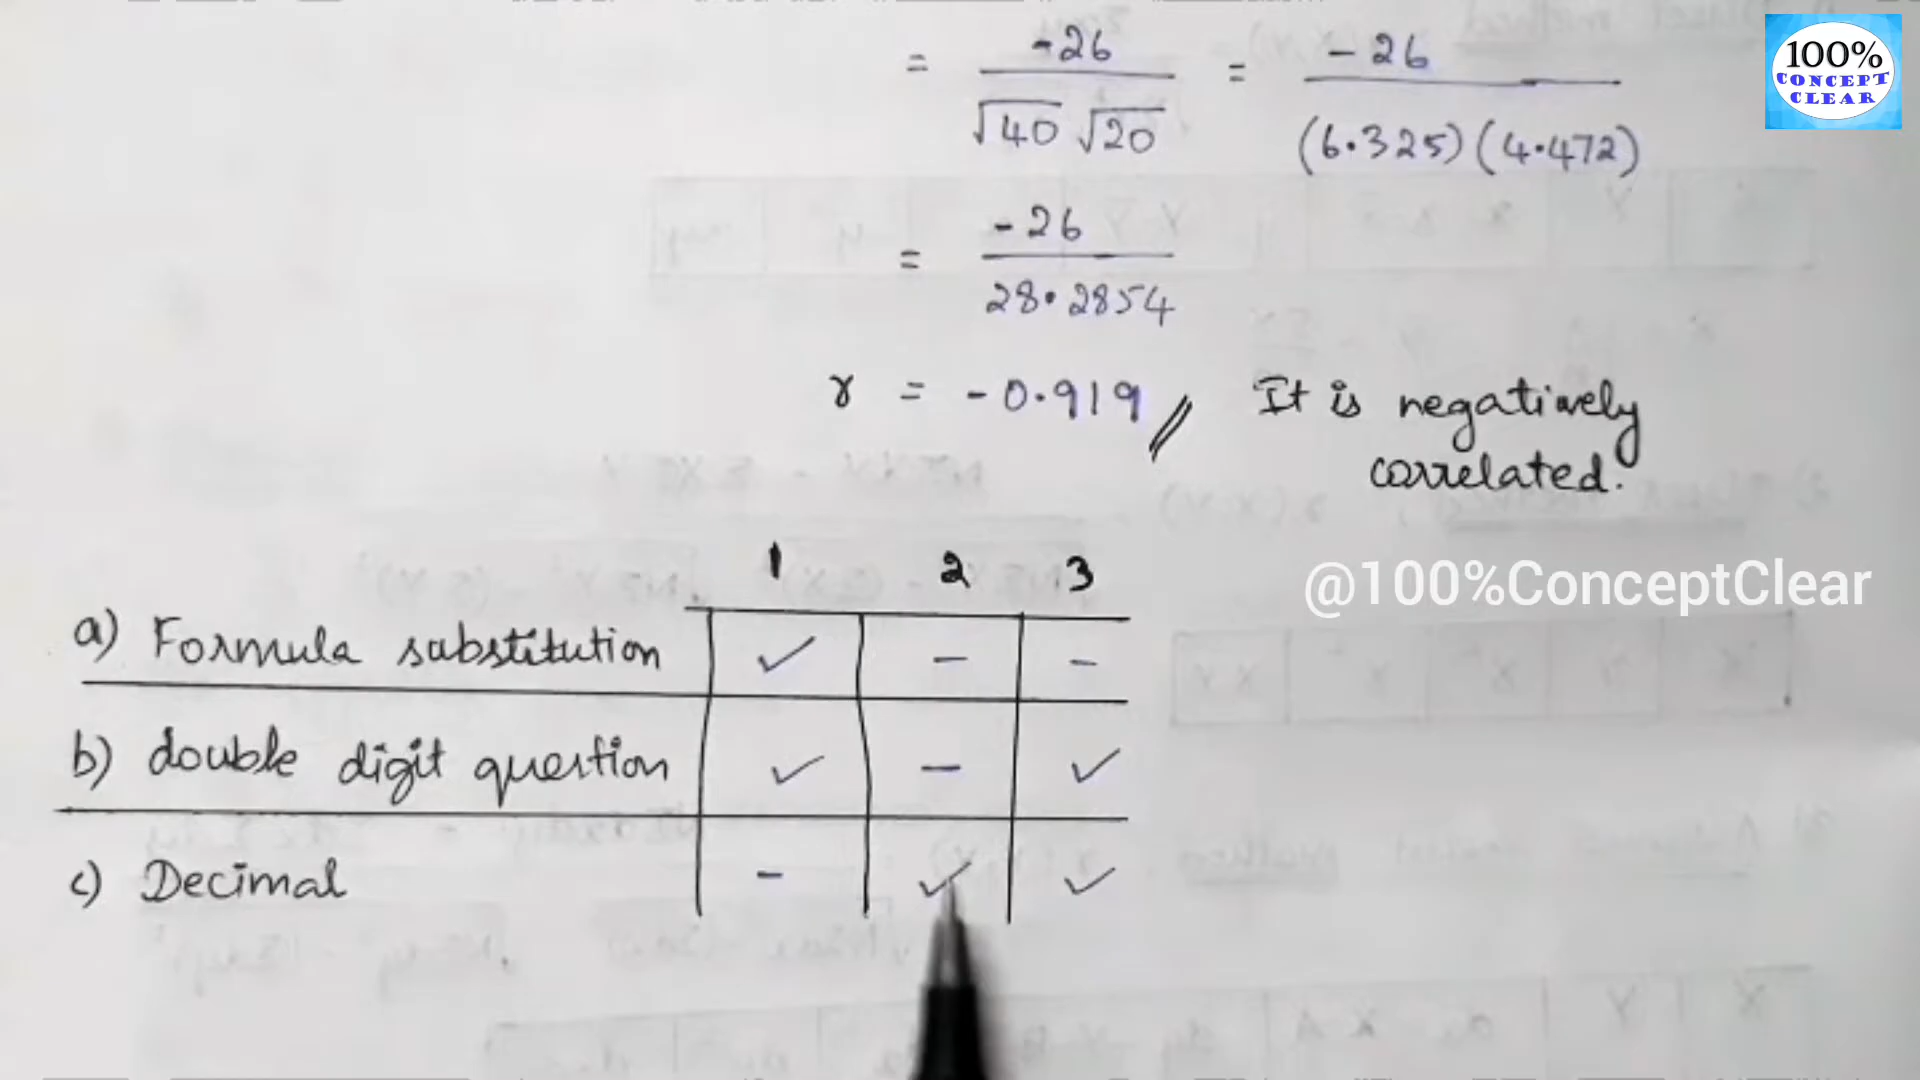 100%
CONCEPT
CLEAR
= -26 / √40 √20 = -26 / (6.325)(4.472)
= -26 / 28.2854
r = -0.919 // It is negatively
correlated.
@100%ConceptClear
1 2 3
a) Formula substitution ✓ - -
b) double digit question ✓ - ✓
c) Decimal - ✓ ✓